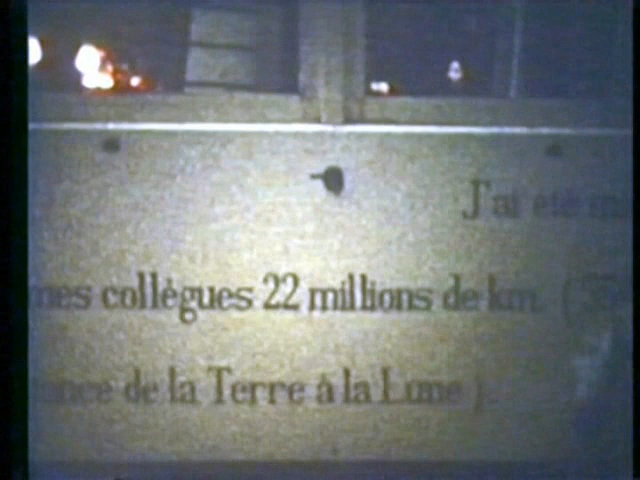 J'ai été
mes collègues 22 millions de km. (
de la Terre à la Lune ).